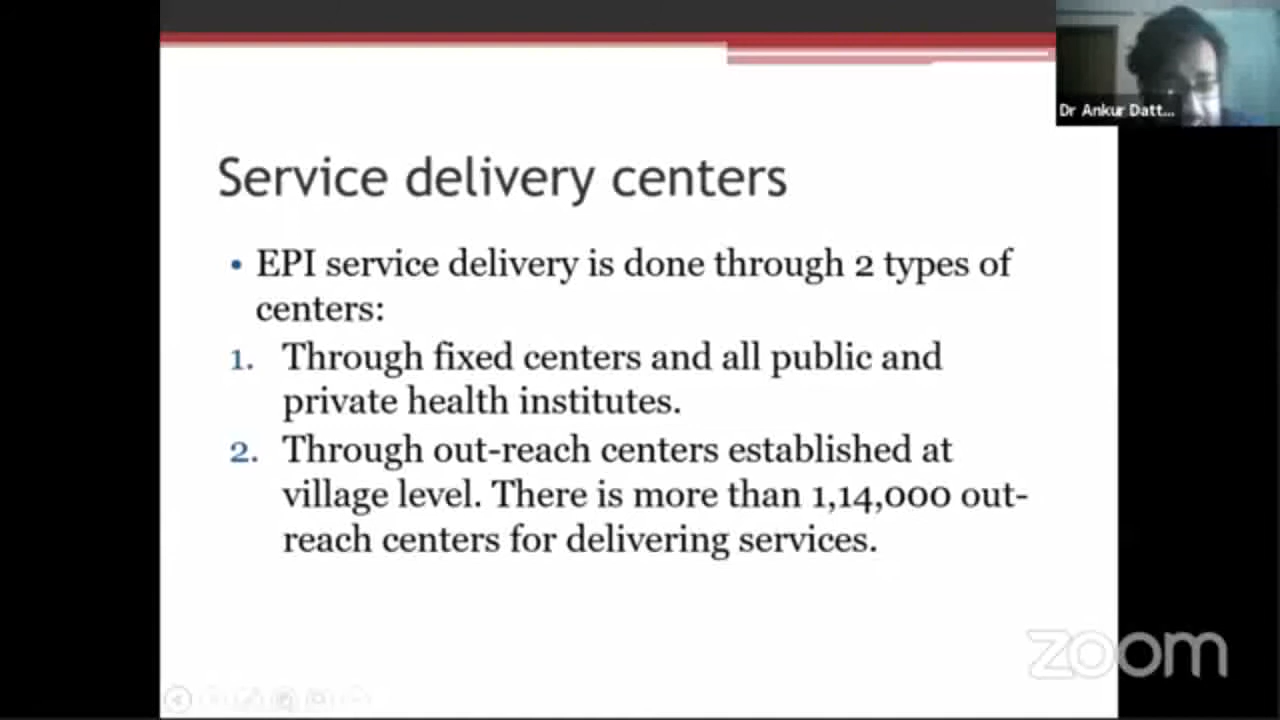 Dr Ankur Datt...
Service delivery centers
• EPI service delivery is done through 2 types of
centers:
1. Through fixed centers and all public and
private health institutes.
2. Through out-reach centers established at
village level. There is more than 1,14,000 out-
reach centers for delivering services.
zoom